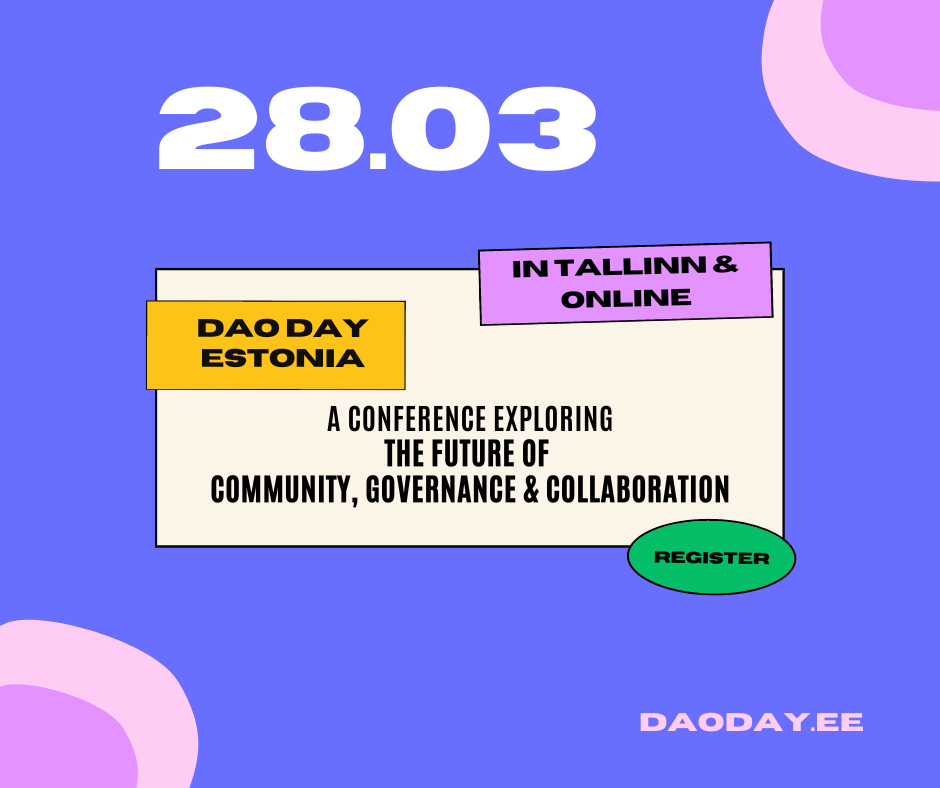 28.03
IN TALLINN &
ONLINE
DAO DAY
ESTONIA
A CONFERENCE EXPLORING
THE FUTURE OF
COMMUNITY, GOVERNANCE & COLLABORATION
REGISTER
DAODAY.EE